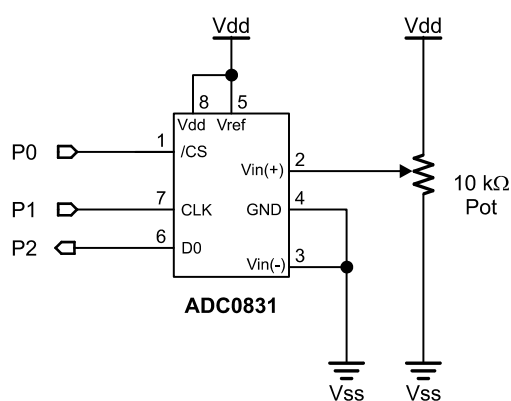 Vdd
Vdd
8
5
Vdd
Vref
P0
1
/CS
Vin(+)
2
10 kΩ
Pot
P1
7
CLK
GND
4
P2
6
D0
Vin(-)
3
ADC0831
Vss
Vss